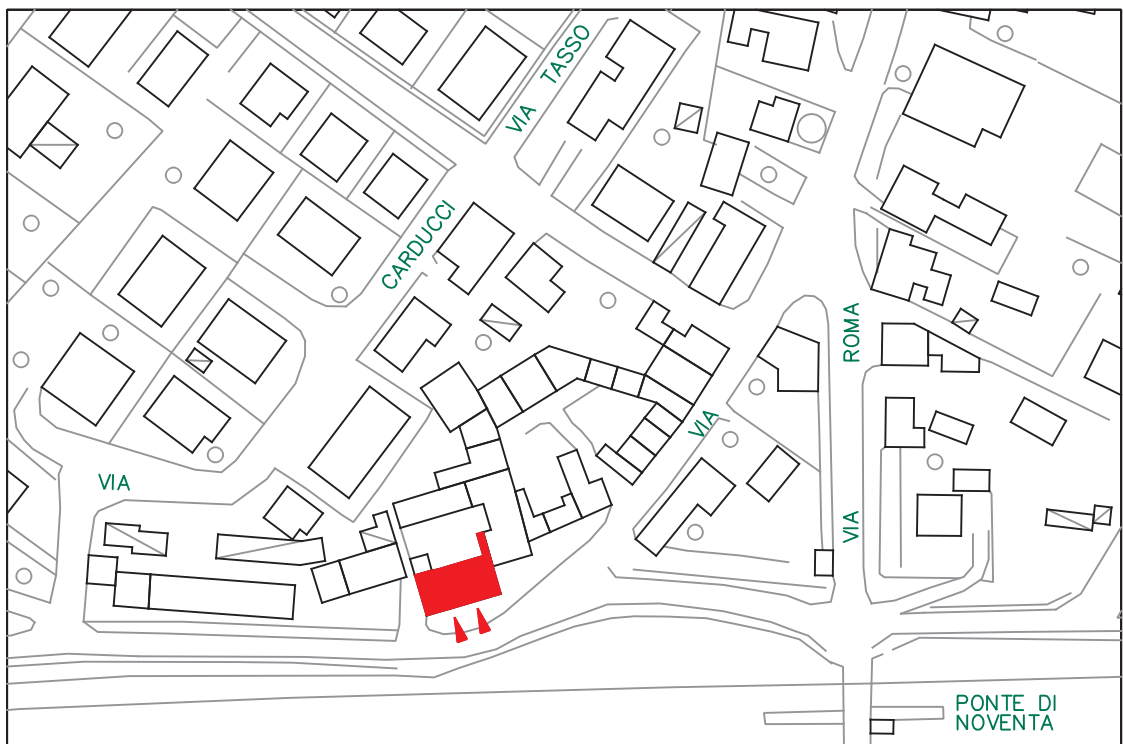 VIA TASSO
CARDUCCI
ROMA
VIA
VIA
VIA
PONTE DI
NOVENTA